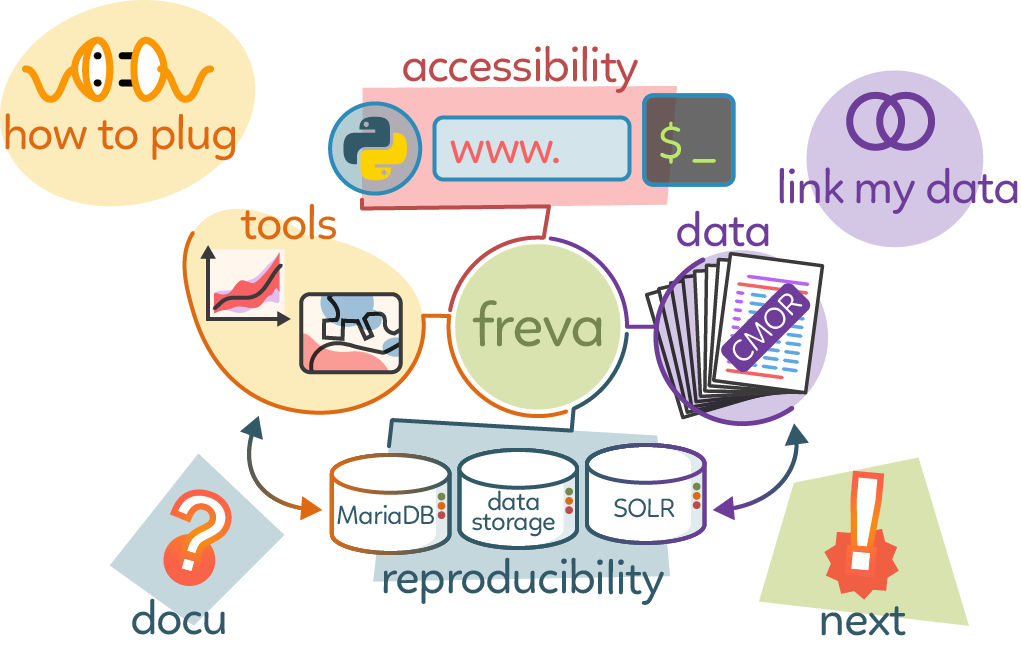 accessibility
how to plug
www.
$_
link my data
tools
data
freva
CMOR
MariaDB
data
storage
SOLR
reproducibility
docu
next